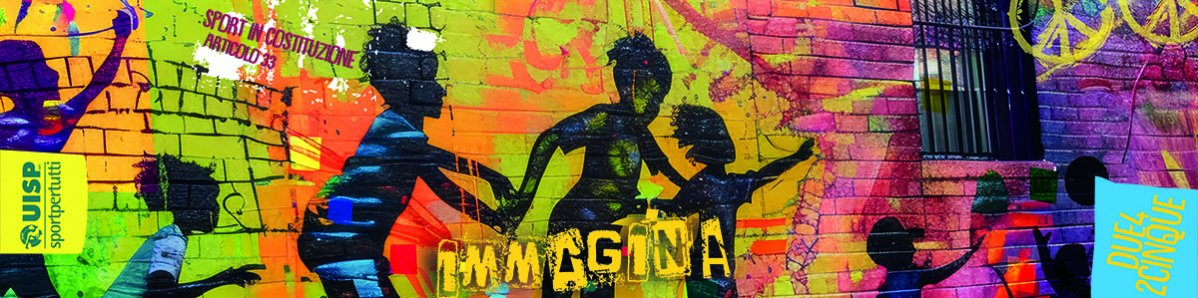 SPORT IN COSTITUZIONE
ARTICOLO 33
UISP
sportpertutti
IMMAGINA
DUE4
2CINQUE